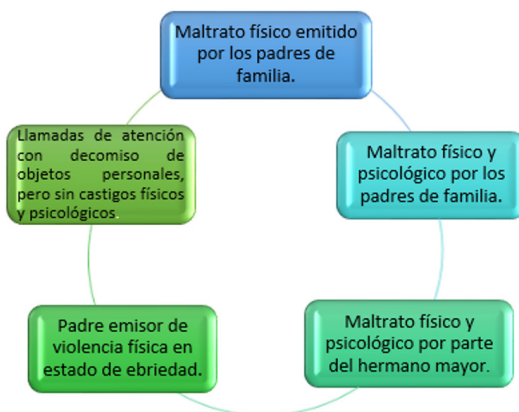 Maltrato físico emitido
por los padres de
familia.
Maltrato físico y
psicológico por los
padres de familia.
Maltrato físico y
psicológico por parte
del hermano mayor.
Padre emisor de
violencia física en
estado de ebriedad.
Llamadas de atención
con decomiso de
objetos personales,
pero sin castigos físicos
y psicológicos.